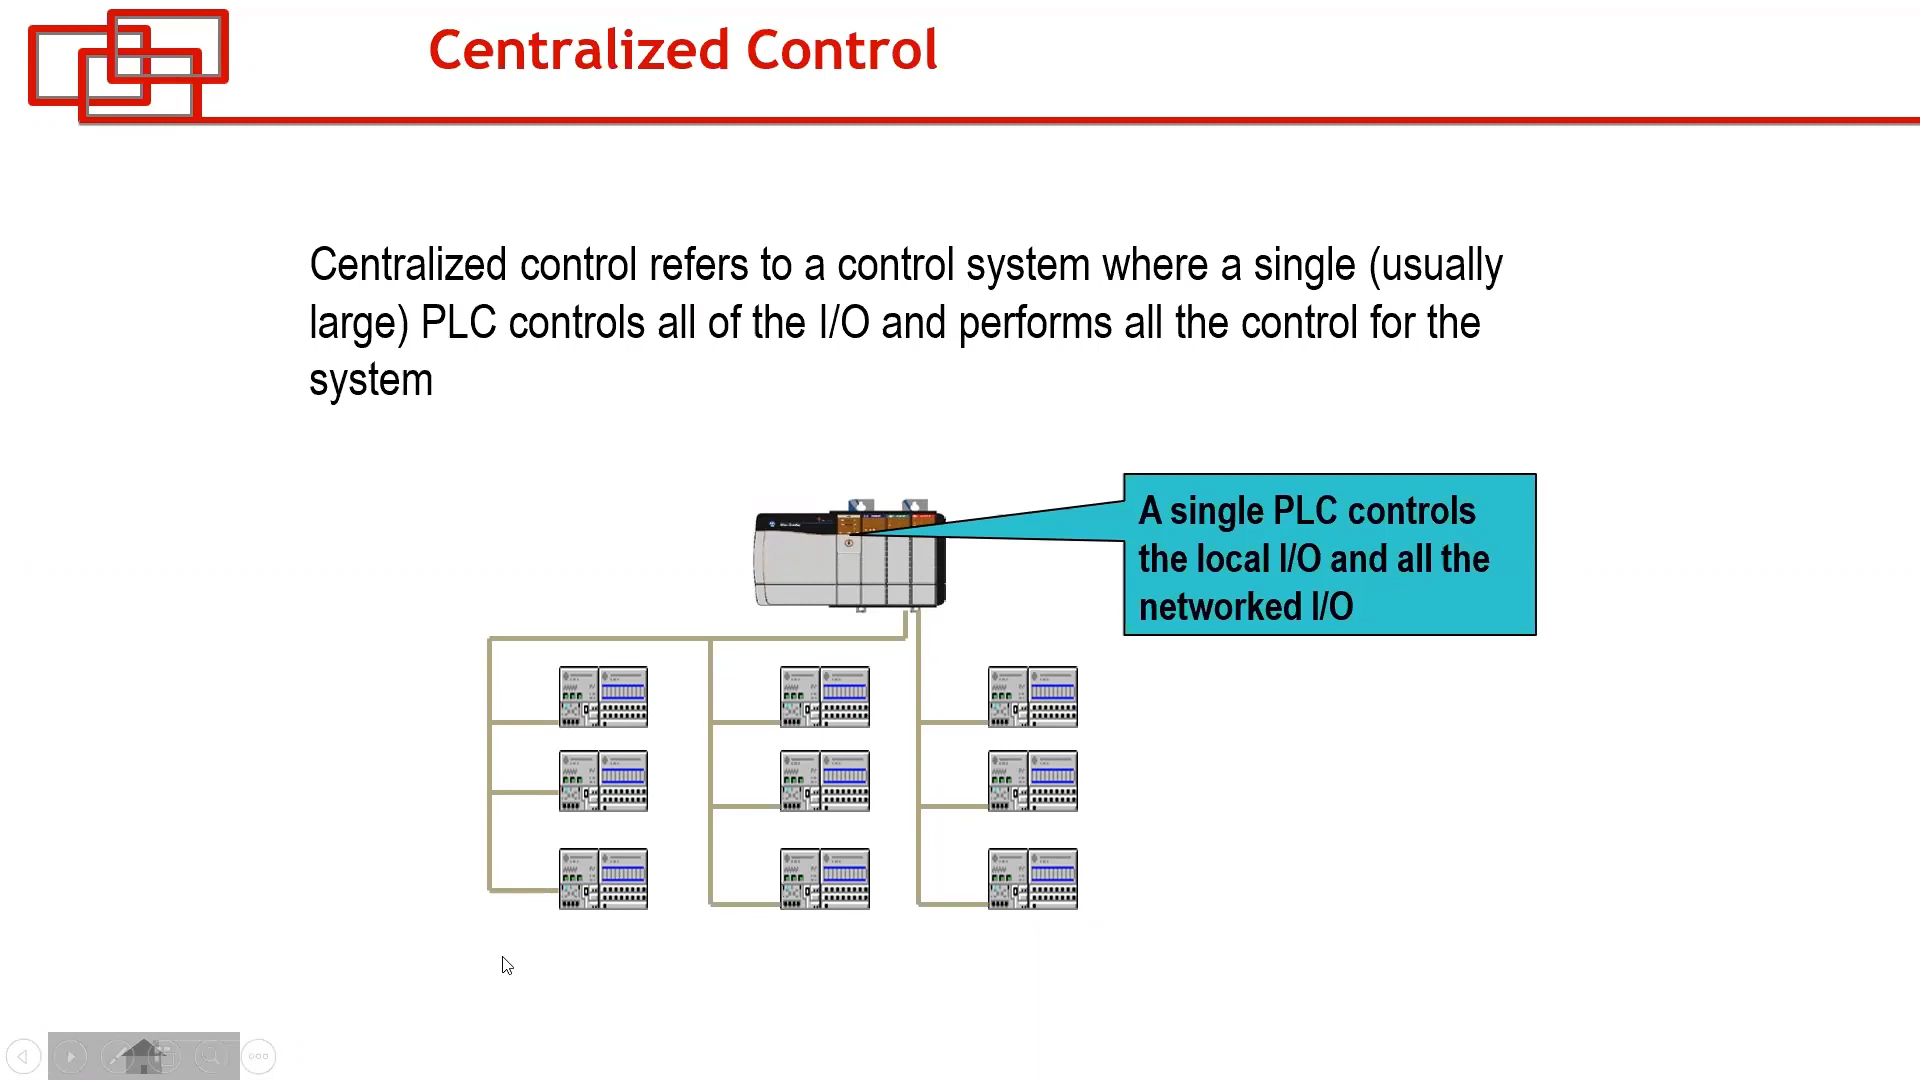 Centralized Control
Centralized control refers to a control system where a single (usually
large) PLC controls all of the I/O and performs all the control for the
system
A single PLC controls
the local I/O and all the
networked I/O